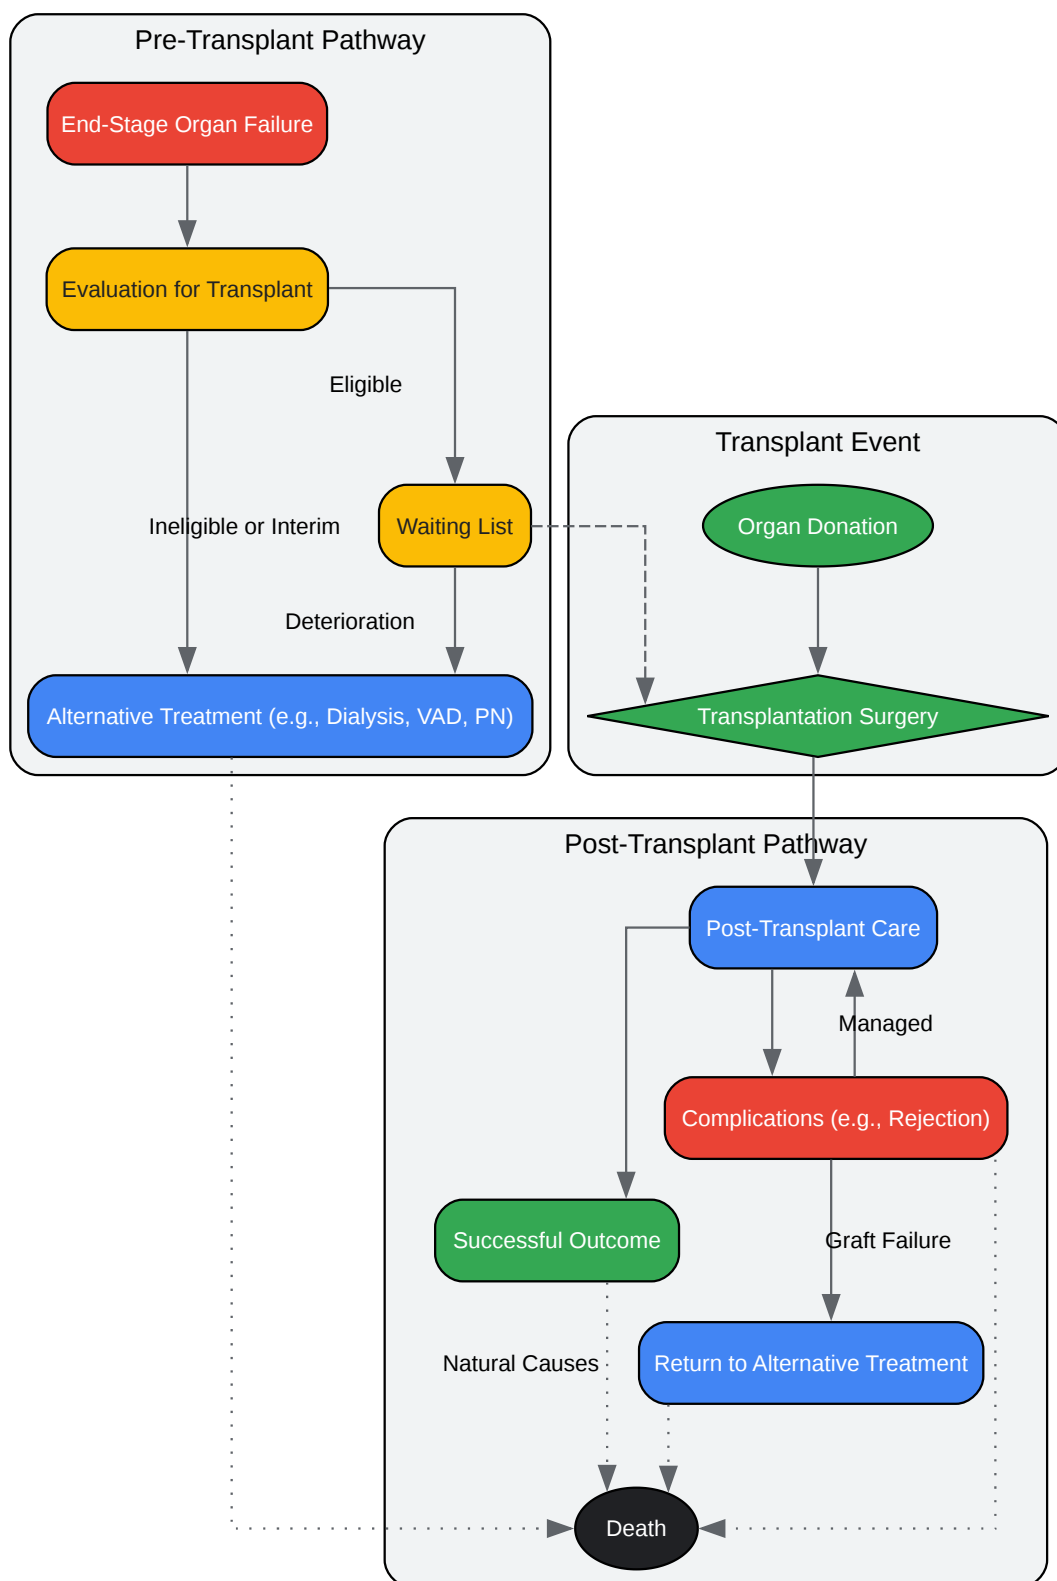 Pre-Transplant Pathway
End-Stage Organ Failure
Evaluation for Transplant
Eligible
Ineligible or Interim
Waiting List
Deterioration
Alternative Treatment (e.g., Dialysis, VAD, PN)
Transplant Event
Organ Donation
Transplantation Surgery
Post-Transplant Pathway
Post-Transplant Care
Managed
Complications (e.g., Rejection)
Successful Outcome
Graft Failure
Natural Causes
Return to Alternative Treatment
Death